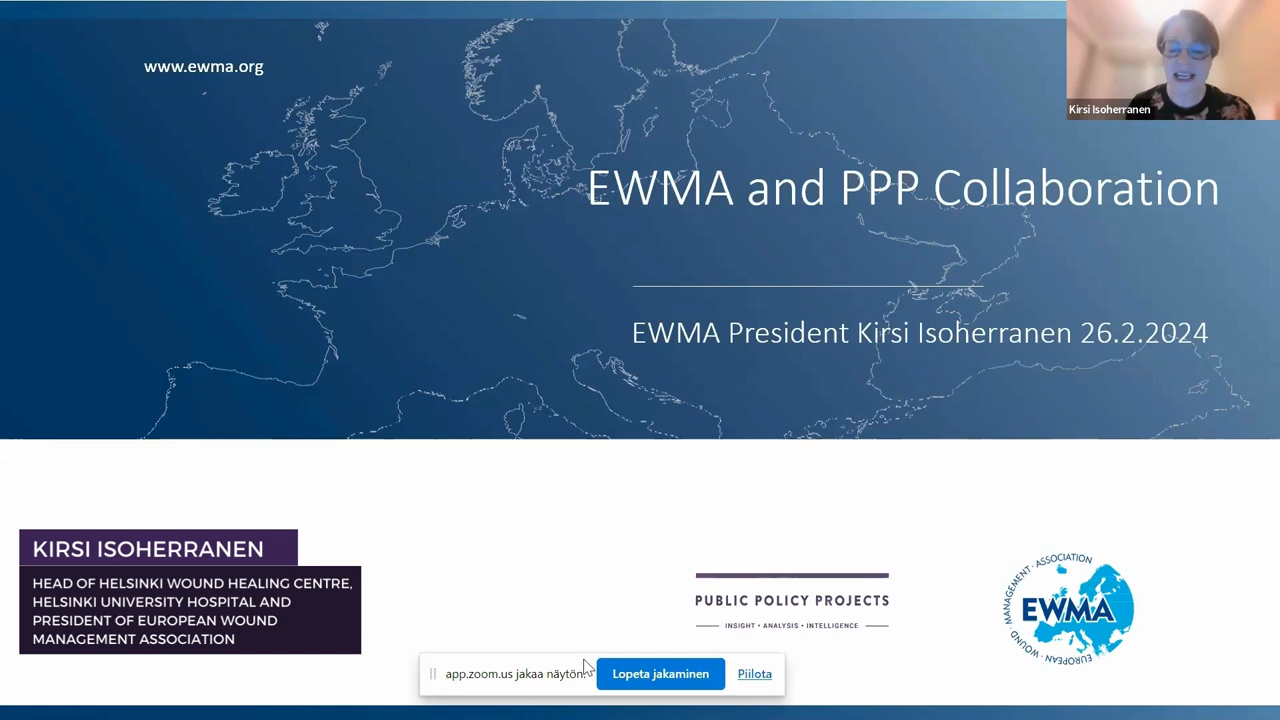 www.ewma.org
Kirsi Isoherranen
EWMA and PPP Collaboration
EWMA President Kirsi Isoherranen 26.2.2024
KIRSI ISOHERRANEN
HEAD OF HELSINKI WOUND HEALING CENTRE,
HELSINKI UNIVERSITY HOSPITAL AND
PRESIDENT OF EUROPEAN WOUND
MANAGEMENT ASSOCIATION
PUBLIC POLICY PROJECTS
INSIGHT • ANALYSIS • INTELLIGENCE
EWMA
EUROPEAN · WOUND · MANAGEMENT · ASSOCIATION
app.zoom.us jakaa näytön.
Lopeta jakaminen
Piilota